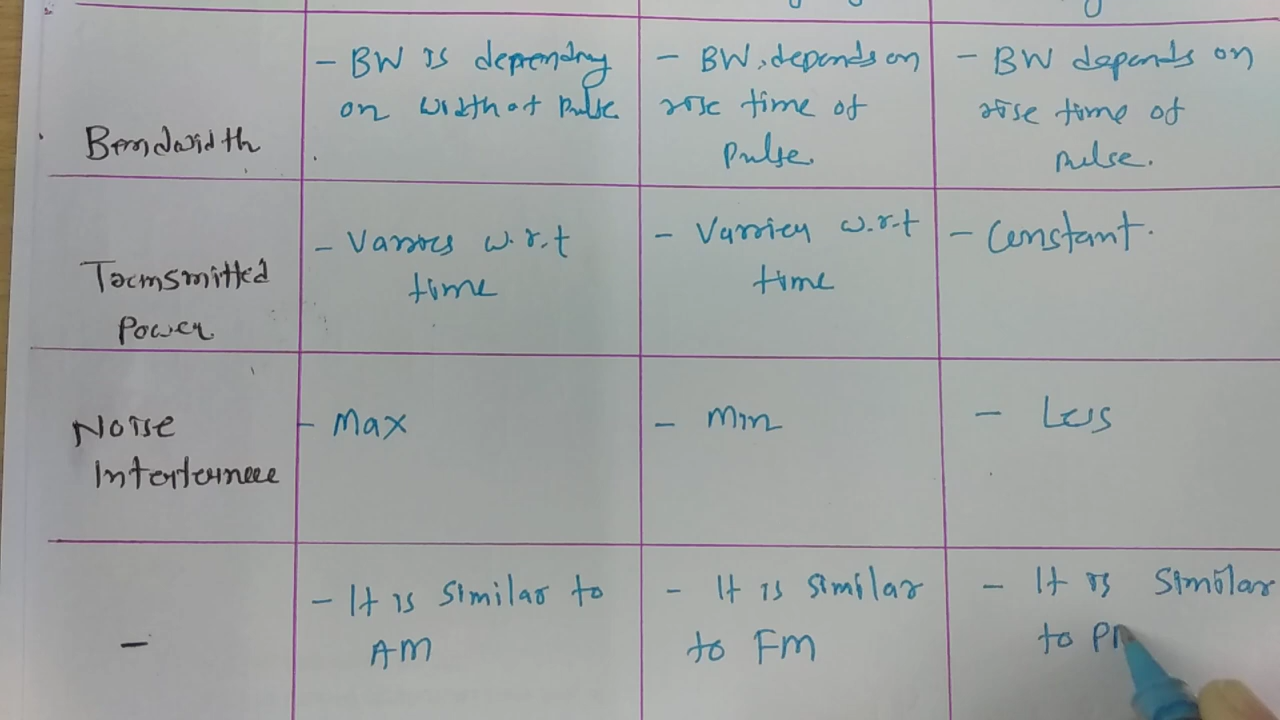 - BW is depending
on width of pulse
- BW depends on
rise time of
pulse.
- BW depends on
rise time of
pulse.
Bandwidth
- Varies w.r.t
time
- Varries w.r.t
time
- Constant.
Transmitted
Power
Noise
Interference
- Max
- Min
- Less
-
- It is similar to
AM
- It is similar
to FM
- It is similar
to PM